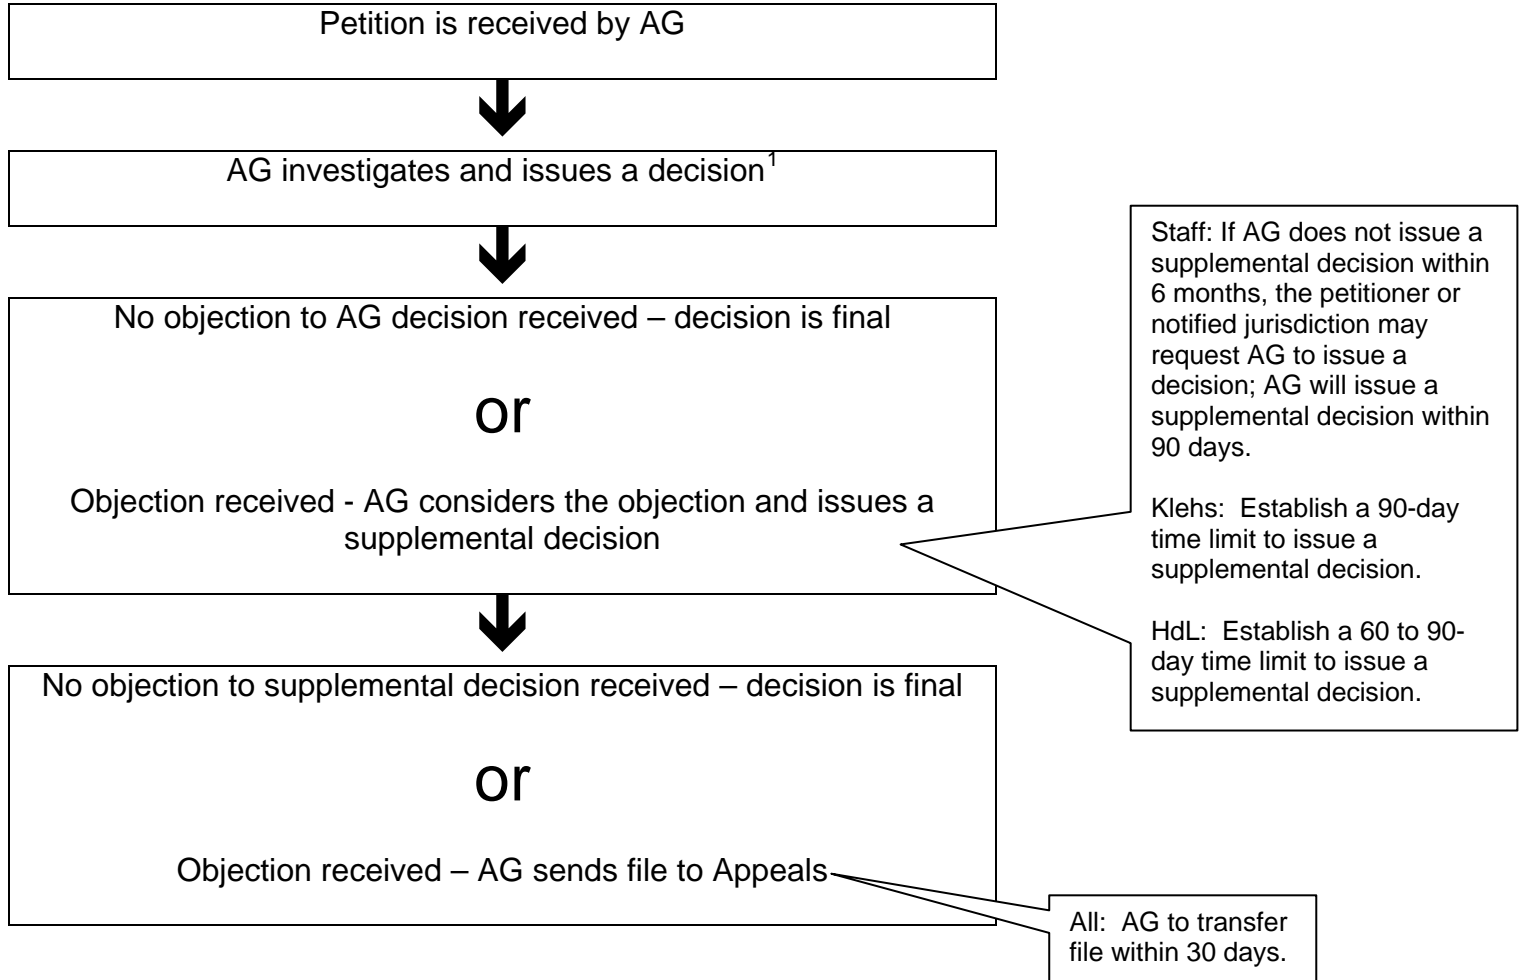 Petition is received by AG
AG investigates and issues a decision1
No objection to AG decision received – decision is final
or
Objection received - AG considers the objection and issues a
supplemental decision
Staff: If AG does not issue a
supplemental decision within
6 months, the petitioner or
notified jurisdiction may
request AG to issue a
decision; AG will issue a
supplemental decision within
90 days.
Klehs:  Establish a 90-day
time limit to issue a
supplemental decision.
HdL:  Establish a 60 to 90-
day time limit to issue a
supplemental decision.
No objection to supplemental decision received – decision is final
or
Objection received – AG sends file to Appeals
All:  AG to transfer
file within 30 days.